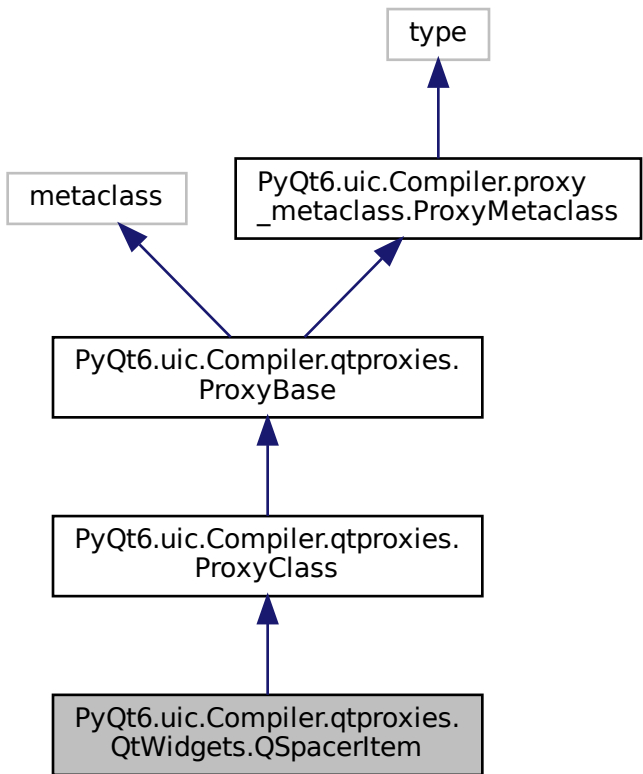 type
metaclass
PyQt6.uic.Compiler.proxy
_metaclass.ProxyMetaclass
PyQt6.uic.Compiler.qtproxies.
ProxyBase
PyQt6.uic.Compiler.qtproxies.
ProxyClass
PyQt6.uic.Compiler.qtproxies.
QtWidgets.QSpacerItem